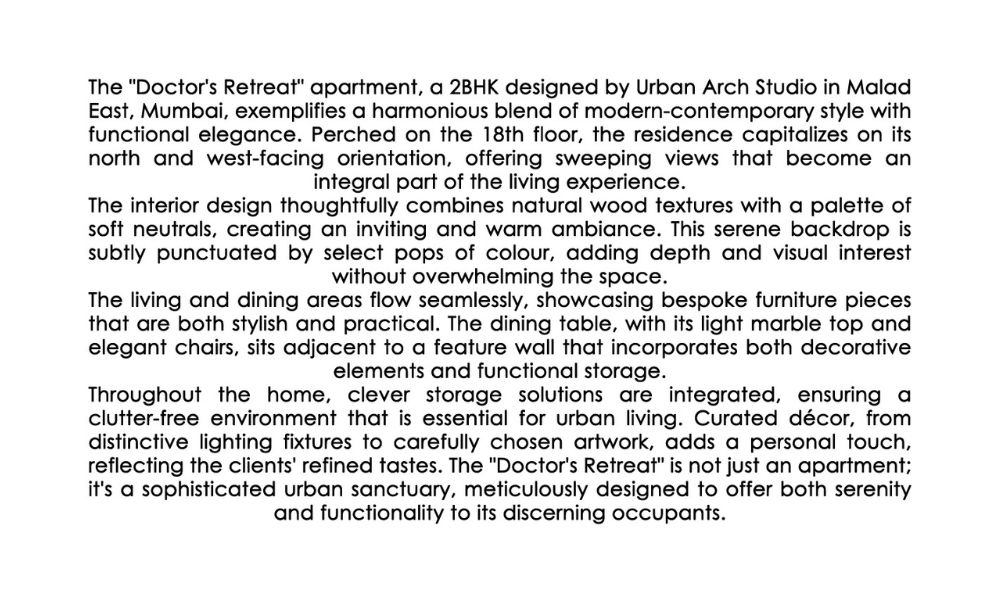 The "Doctor's Retreat" apartment, a 2BHK designed by Urban Arch Studio in Malad
East, Mumbai, exemplifies a harmonious blend of modern-contemporary style with
functional elegance. Perched on the 18th floor, the residence capitalizes on its
north and west-facing orientation, offering sweeping views that become an
integral part of the living experience.
The interior design thoughtfully combines natural wood textures with a palette of
soft neutrals, creating an inviting and warm ambiance. This serene backdrop is
subtly punctuated by select pops of colour, adding depth and visual interest
without overwhelming the space.
The living and dining areas flow seamlessly, showcasing bespoke furniture pieces
that are both stylish and practical. The dining table, with its light marble top and
elegant chairs, sits adjacent to a feature wall that incorporates both decorative
elements and functional storage.
Throughout the home, clever storage solutions are integrated, ensuring a
clutter-free environment that is essential for urban living. Curated décor, from
distinctive lighting fixtures to carefully chosen artwork, adds a personal touch,
reflecting the clients' refined tastes. The "Doctor's Retreat" is not just an apartment;
it's a sophisticated urban sanctuary, meticulously designed to offer both serenity
and functionality to its discerning occupants.